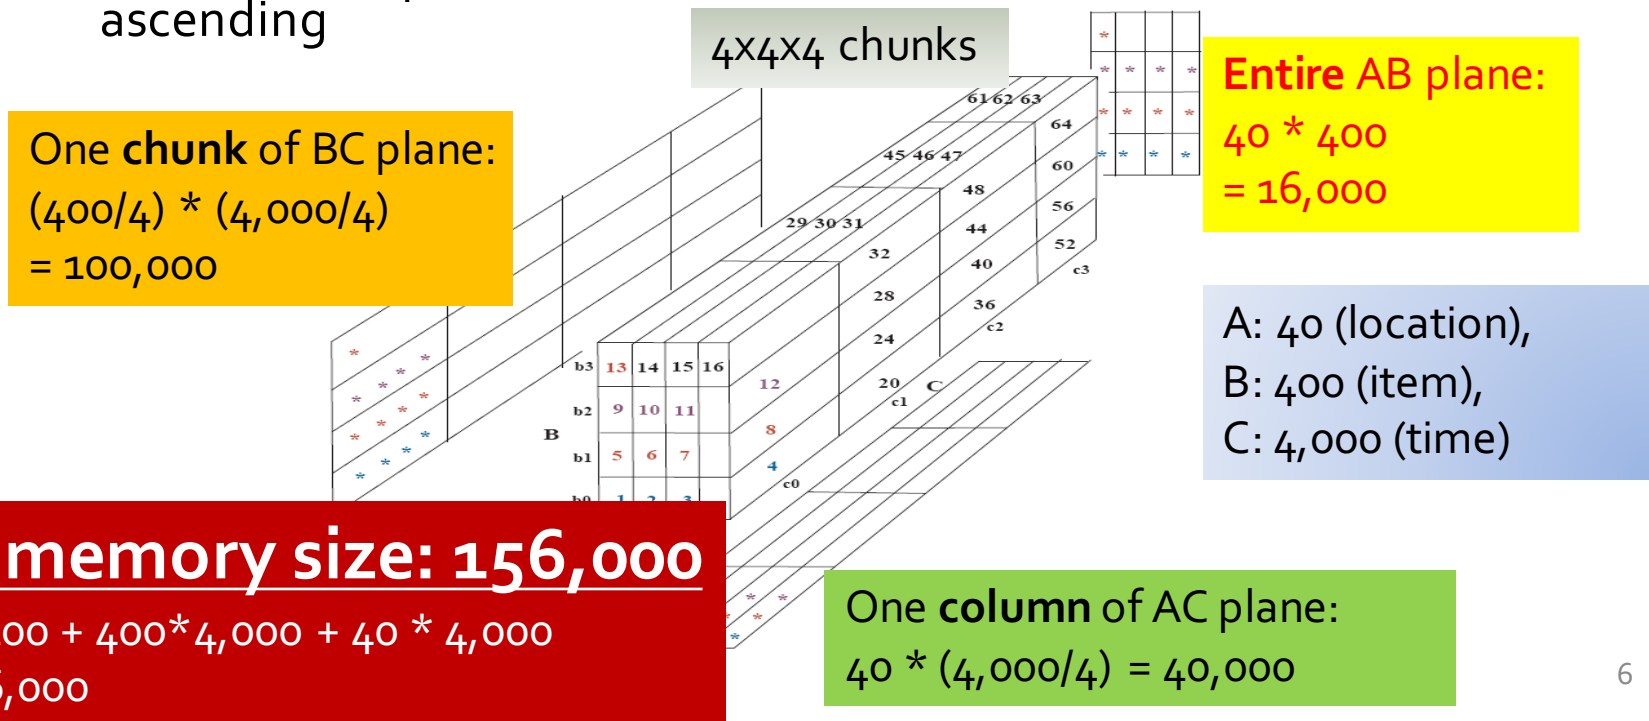 ascending
4x4x4 chunks
Entire AB plane:
40 * 400
= 16,000
One chunk of BC plane:
(400/4) * (4,000/4)
= 100,000
61 62 63
64
45 46 47
60
48
56
29 30 31
44
52
32
40
c3
28
36
c2
24
A: 40 (location),
B: 400 (item),
C: 4,000 (time)
b3 13 14 15 16
12
20 C
c1
b2 9 10 11
B
8
b1 5 6 7
4
c0
b0 1 2 3
memory size: 156,000
00 + 400*4,000 + 40 * 4,000
,000
One column of AC plane:
40 * (4,000/4) = 40,000
6